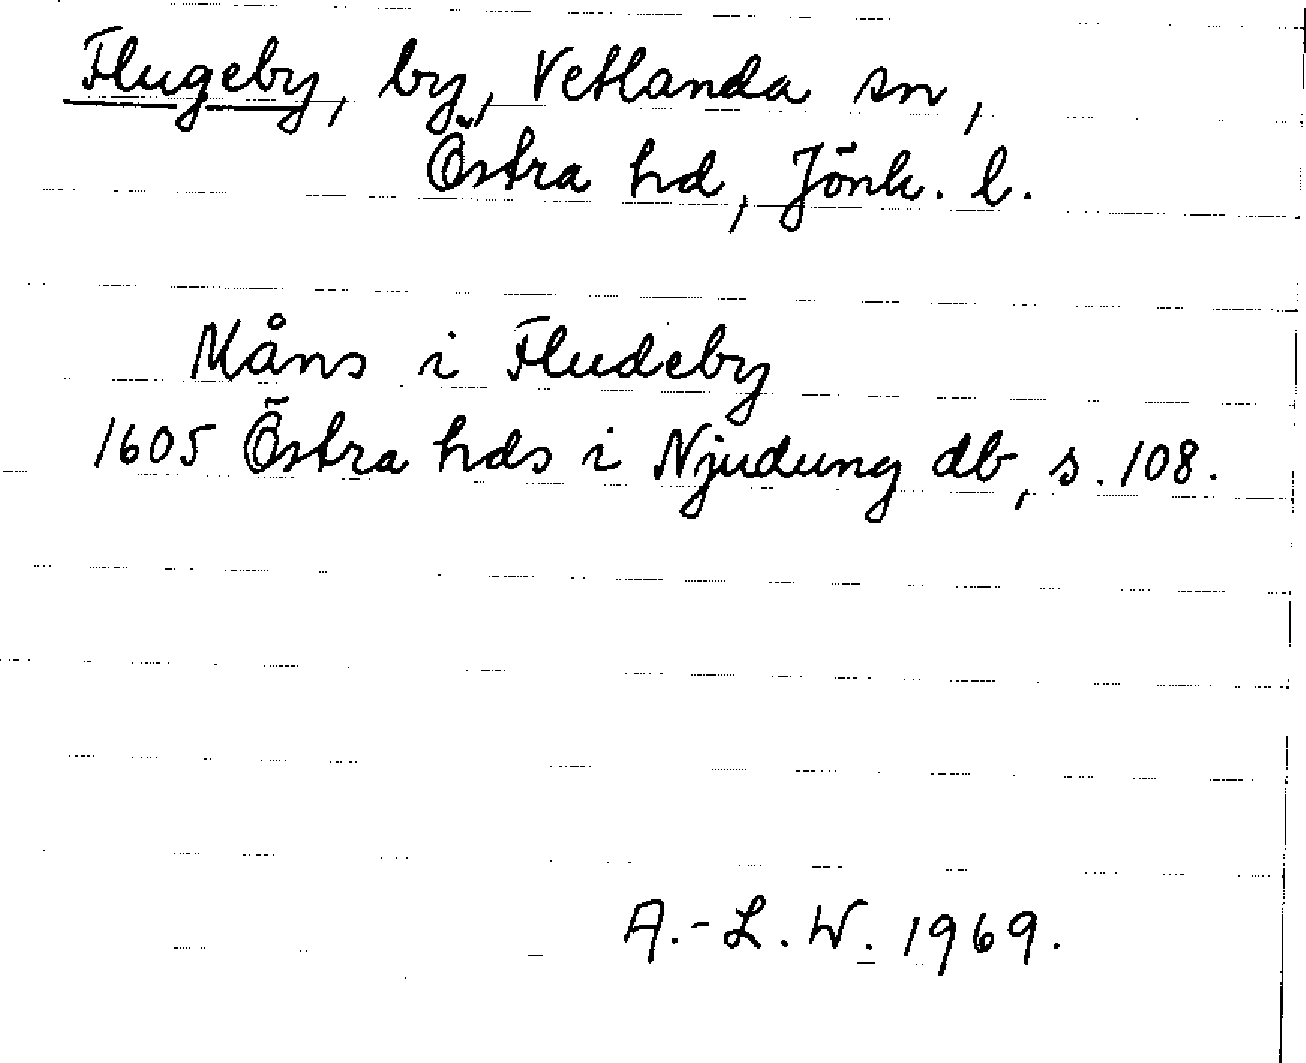 Flugeby, by, Vetlanda sn,
Östra hd, Jönk. l.
Måns i Fludeby
1605 Östra hds i Njudung db, s. 108.
A.-L. W. 1969.